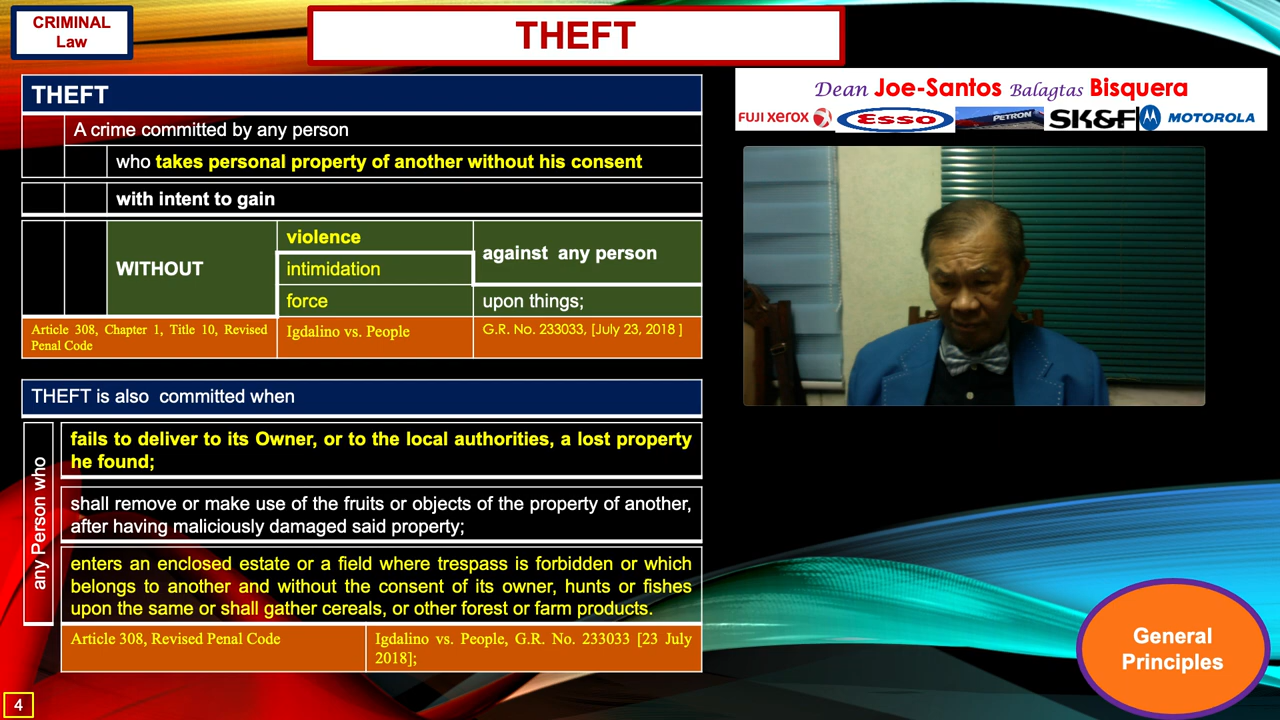 CRIMINAL
Law
THEFT
Dean Joe-Santos Balagtas Bisquera
FUJI XEROX Esso PETRON SK&F MOTOROLA
THEFT
A crime committed by any person
who takes personal property of another without his consent
with intent to gain
WITHOUT
violence
intimidation
force
against any person
upon things;
Article 308, Chapter 1, Title 10, Revised
Penal Code
Igdalino vs. People
G.R. No. 233033, [July 23, 2018 ]
THEFT is also committed when
any Person who
fails to deliver to its Owner, or to the local authorities, a lost property
he found;
shall remove or make use of the fruits or objects of the property of another,
after having maliciously damaged said property;
enters an enclosed estate or a field where trespass is forbidden or which
belongs to another and without the consent of its owner, hunts or fishes
upon the same or shall gather cereals, or other forest or farm products.
Article 308, Revised Penal Code
Igdalino vs. People, G.R. No. 233033 [23 July
2018];
General
Principles
4